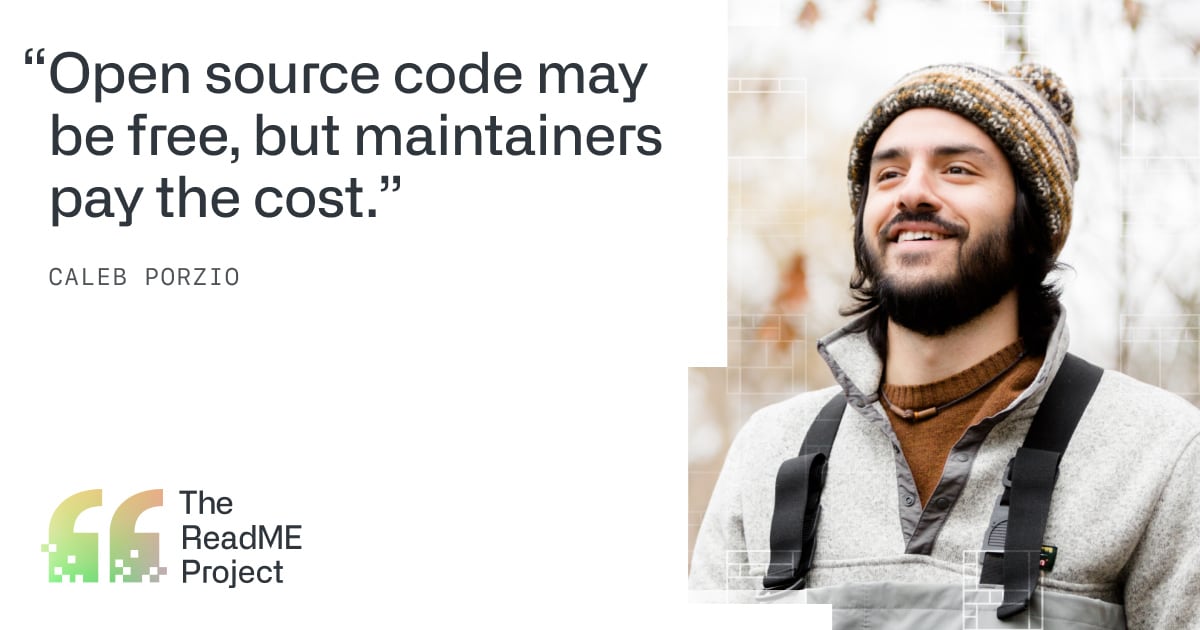 “Open source code may
be free, but maintainers
pay the cost.”
CALEB PORZIO
The
ReadME
Project